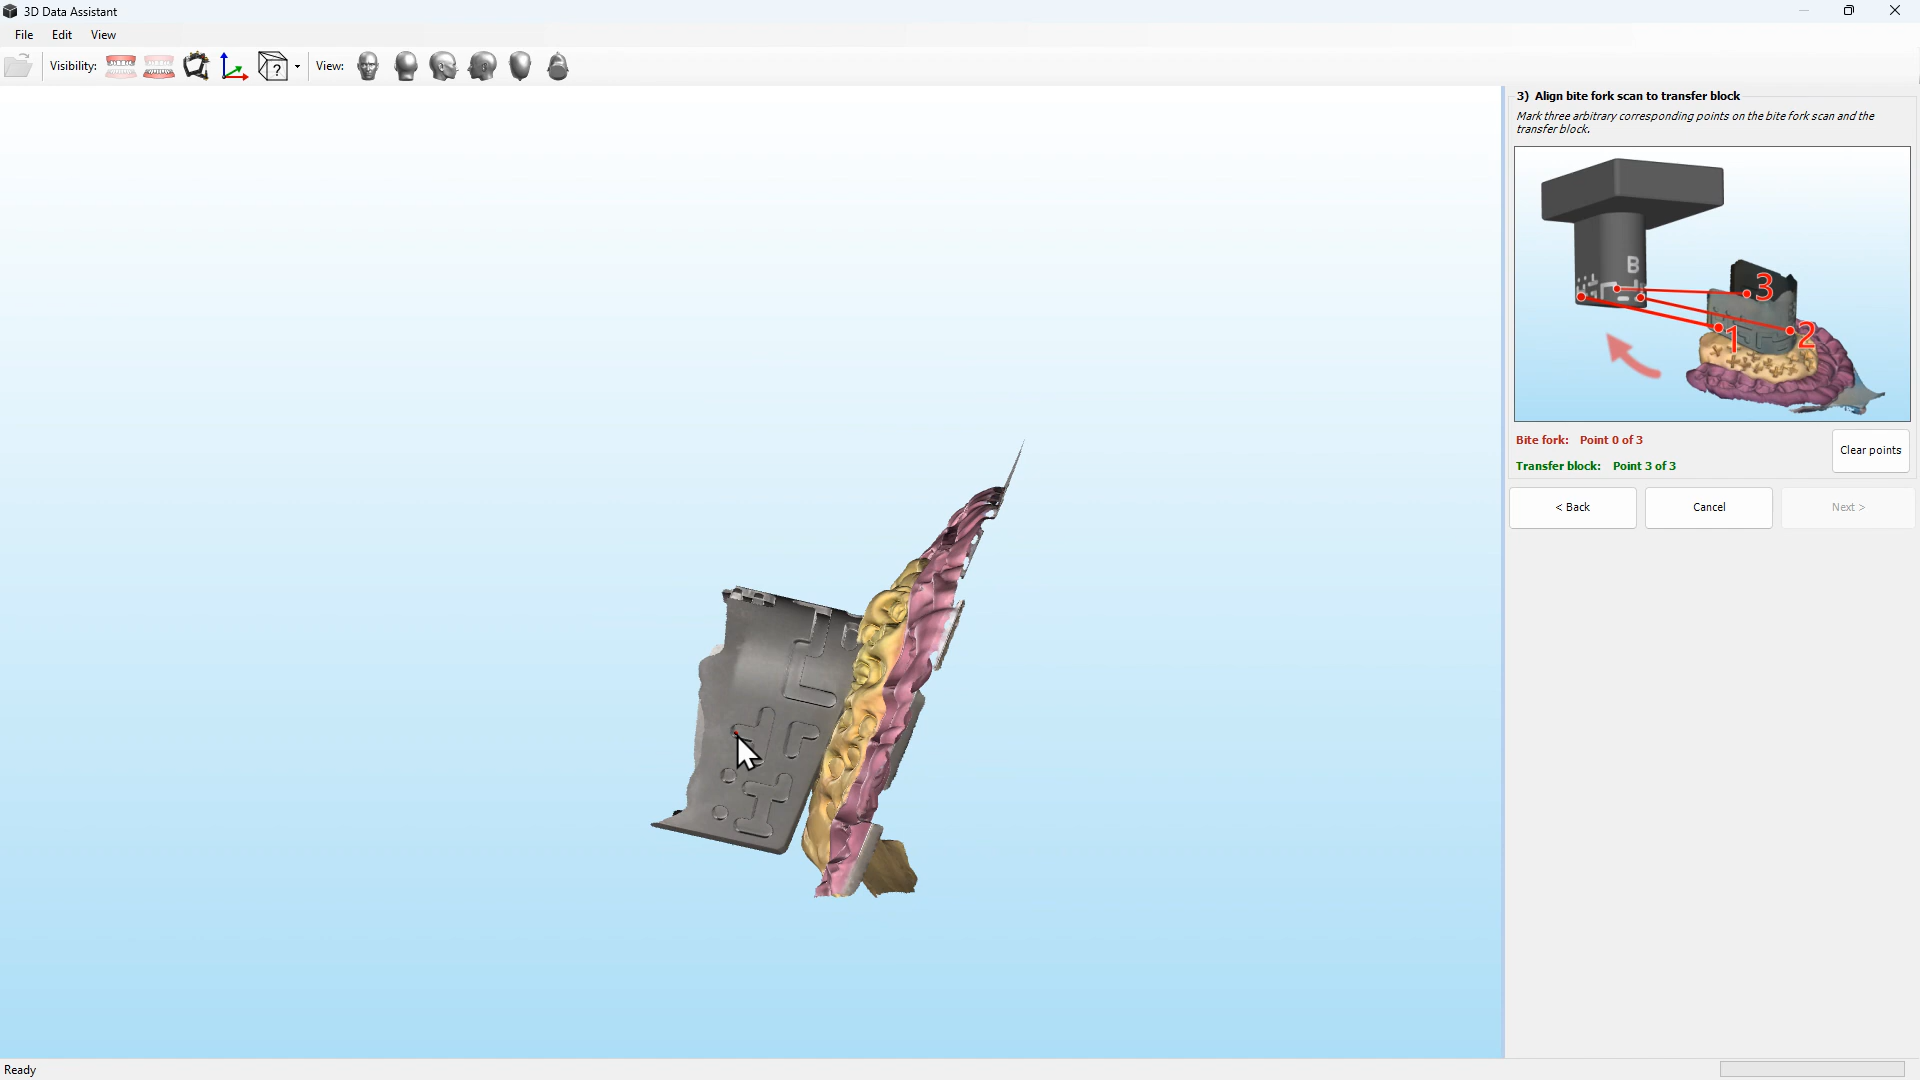 3D Data Assistant
File Edit View
Visibility: ? View:
3) Align bite fork scan to transfer block
Mark three arbitrary corresponding points on the bite fork scan and the
transfer block.
B
3
1
2
Bite fork: Point 0 of 3
Clear points
Transfer block: Point 3 of 3
< Back Cancel Next >
Ready